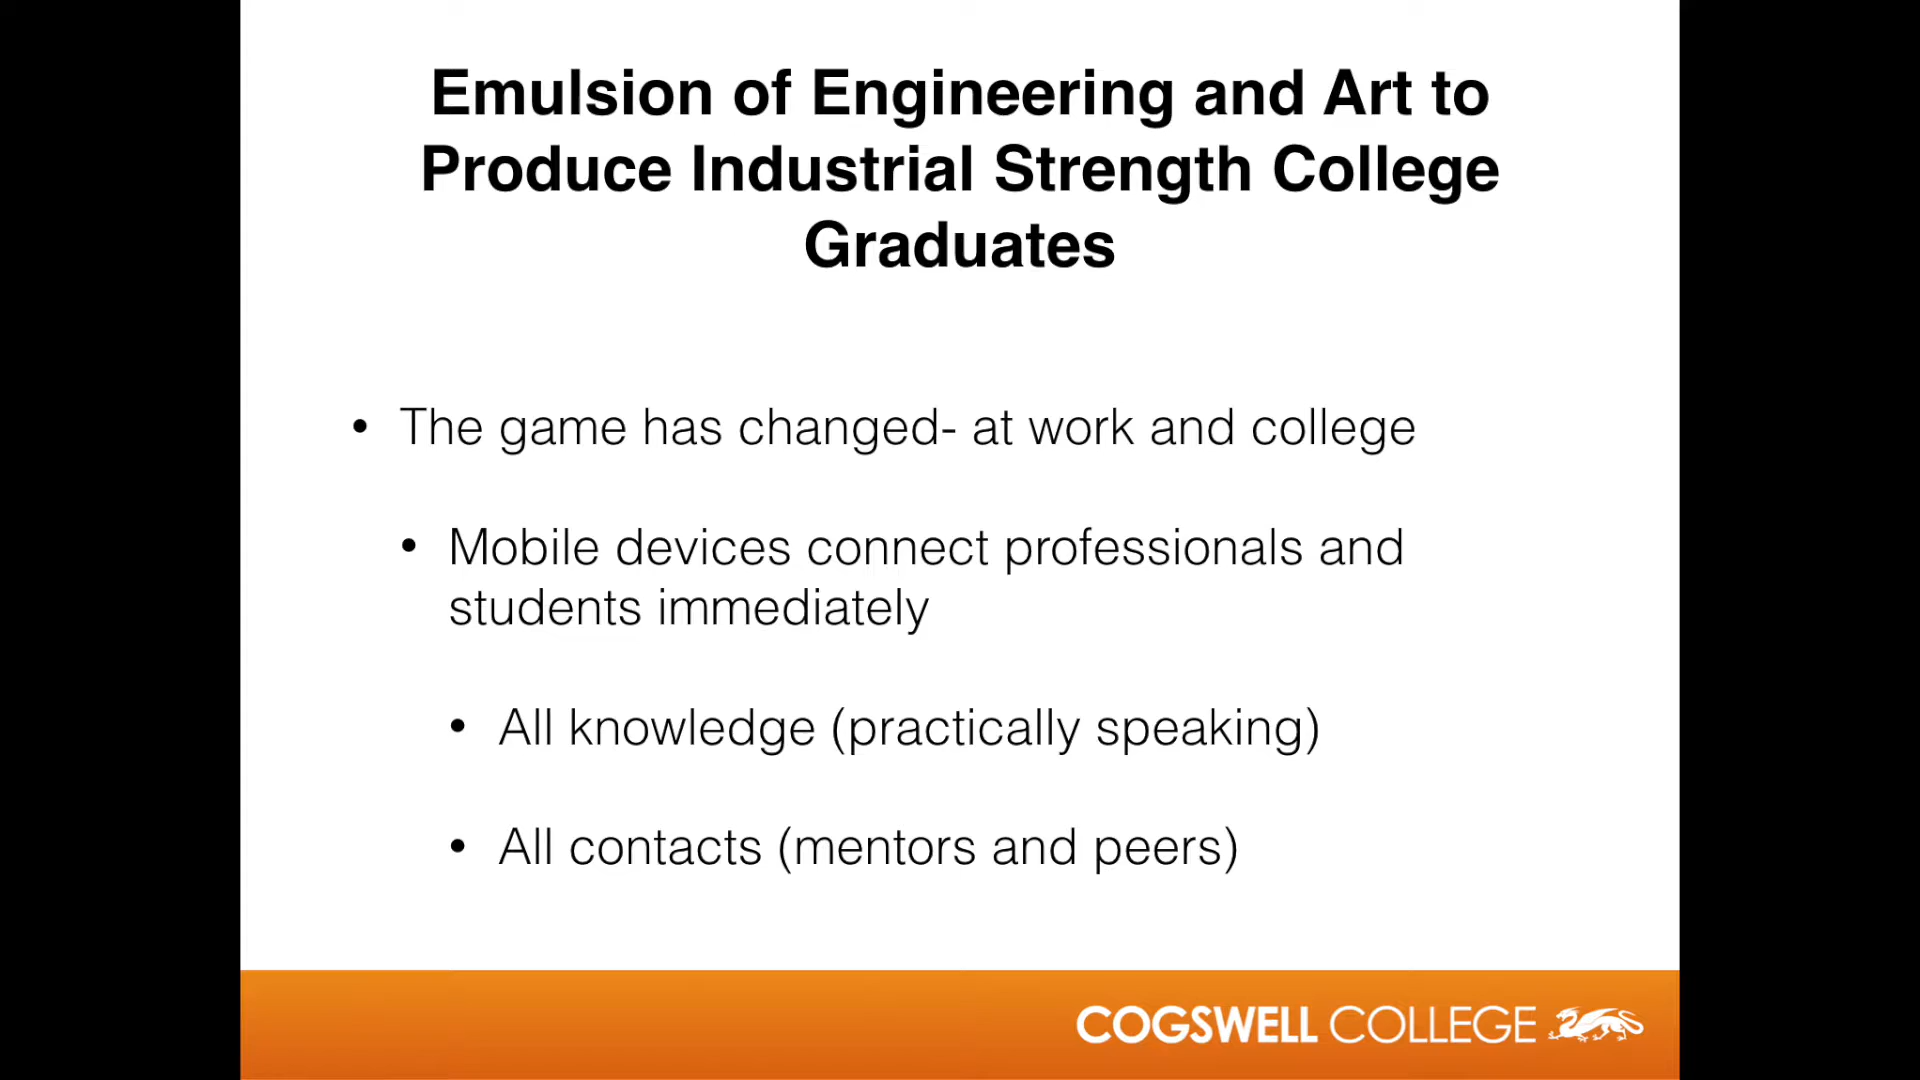 Emulsion of Engineering and Art to
Produce Industrial Strength College
Graduates
• The game has changed- at work and college
• Mobile devices connect professionals and
students immediately
• All knowledge (practically speaking)
• All contacts (mentors and peers)
COGSWELL COLLEGE